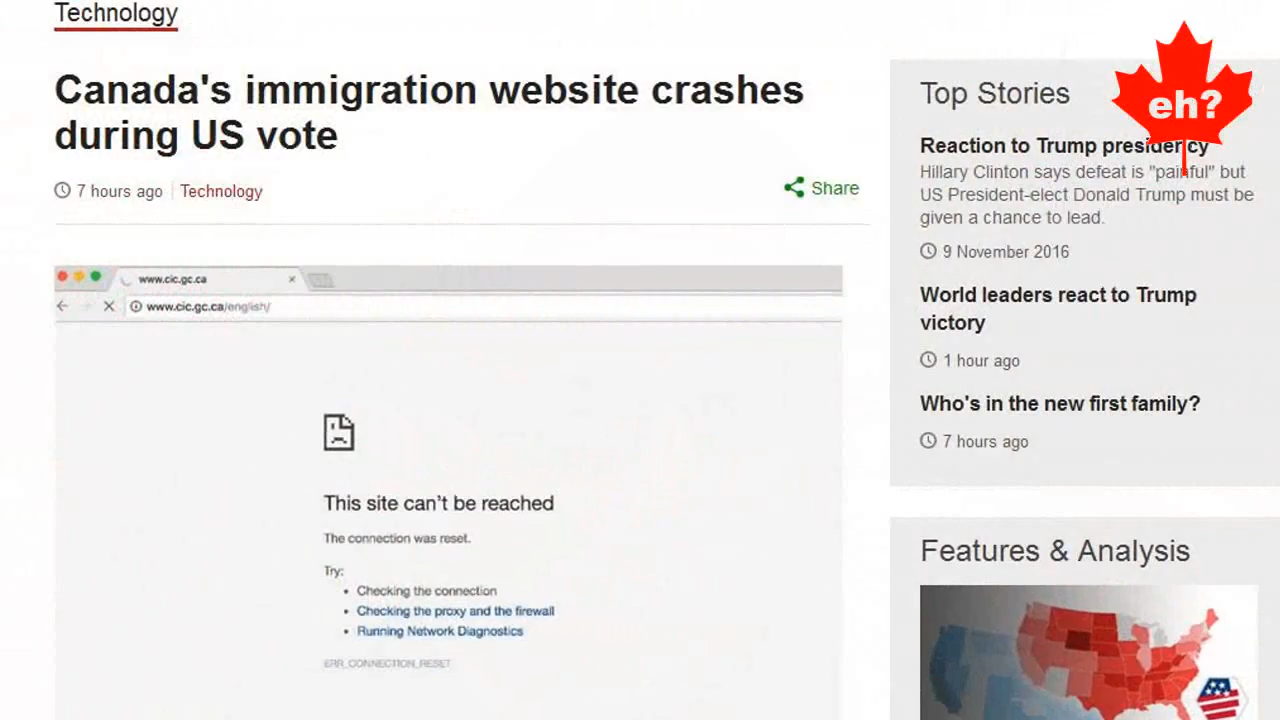 Technology
Canada's immigration website crashes
during US vote
7 hours ago
Technology
Share
www.cic.gc.ca
www.cic.gc.ca/english/
This site can't be reached
The connection was reset.
Try:
• Checking the connection
• Checking the proxy and the firewall
• Running Network Diagnostics
ERR_CONNECTION_RESET
eh?
Top Stories
Reaction to Trump presidency
Hillary Clinton says defeat is "painful" but
US President-elect Donald Trump must be
given a chance to lead.
9 November 2016
World leaders react to Trump
victory
1 hour ago
Who's in the new first family?
7 hours ago
Features & Analysis